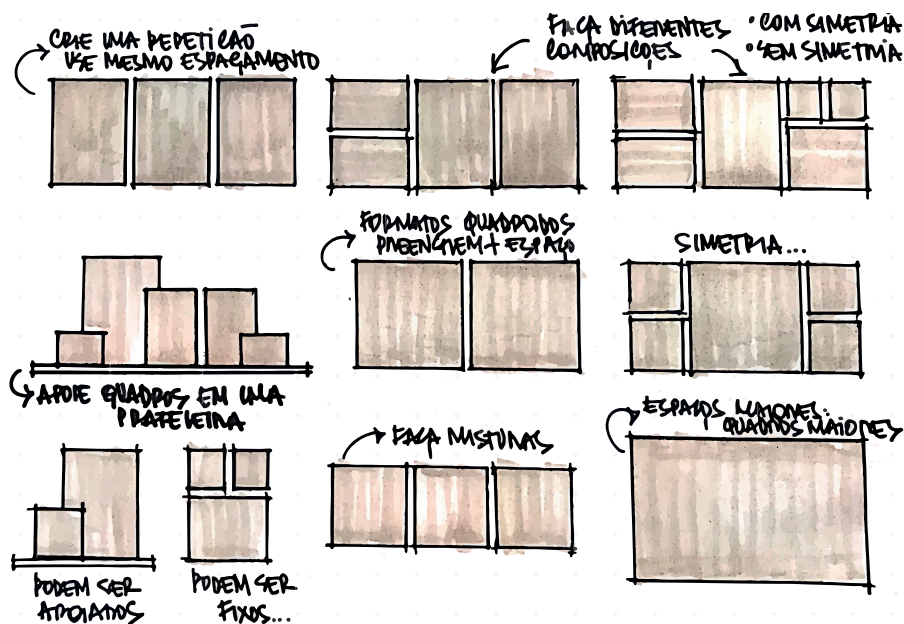 CRIE UMA REPETIÇÃO
USE MESMO ESPAÇAMENTO
FAÇA DIFERENTES
COMPOSIÇÕES
• COM SIMETRIA
• SEM SIMETRIA
FORMATOS QUADRADOS
PREENCHEM + ESPAÇO
SIMETRIA...
APOIE QUADROS EM UMA
PRATELEIRA
FAÇA MISTURAS
ESPAÇOS MAIORES:
QUADROS MAIORES
PODEM SER
APOIADOS
PODEM SER
FIXOS...